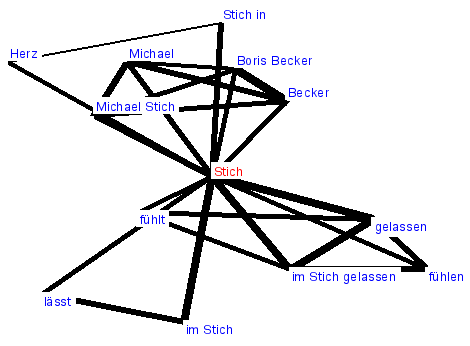 Stich in
Herz
Michael
Boris Becker
Becker
Michael Stich
Stich
fühlt
gelassen
im Stich gelassen
fühlen
lässt
im Stich